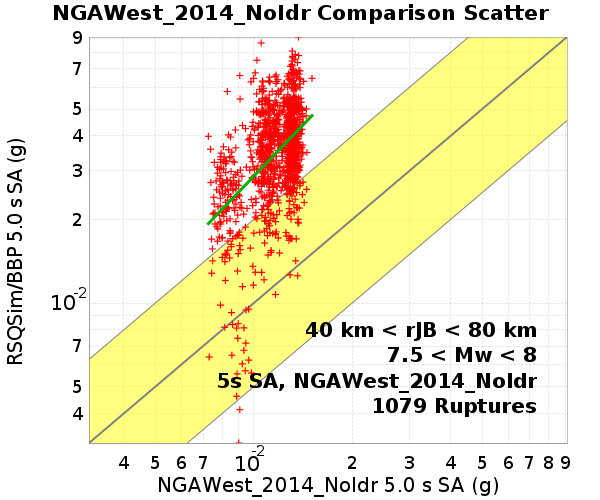 NGAWest_2014_NoIdr Comparison Scatter
9
7
5
4
3
2
10-2
7
5
4
RSQSim/BBP 5.0 s SA (g)
40 km < rJB < 80 km
7.5 < Mw < 8
5s SA, NGAWest_2014_NoIdr
1079 Ruptures
4 5 6 7 10-2 2 3 4 5 6 7 8 9
NGAWest_2014_NoIdr 5.0 s SA (g)